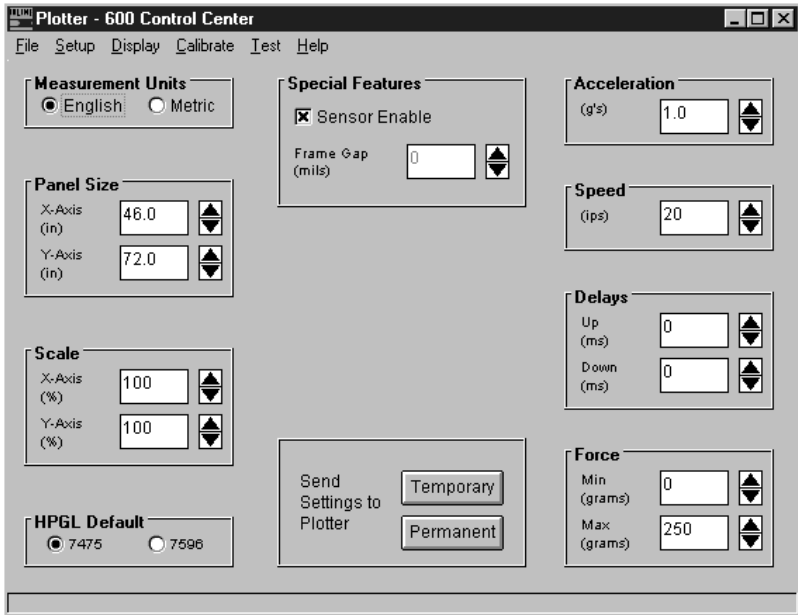 Plotter - 600 Control Center
File Setup Display Calibrate Test Help
Measurement Units
English Metric
Panel Size
X-Axis
(in)
46.0
Y-Axis
(in)
72.0
Scale
X-Axis
(%)
100
Y-Axis
(%)
100
HPGL Default
7475 7596
Special Features
Sensor Enable
Frame Gap
(mils)
0
Send
Settings to
Plotter
Temporary
Permanent
Acceleration
(g's)
1.0
Speed
(ips)
20
Delays
Up
(ms)
0
Down
(ms)
0
Force
Min
(grams)
0
Max
(grams)
250